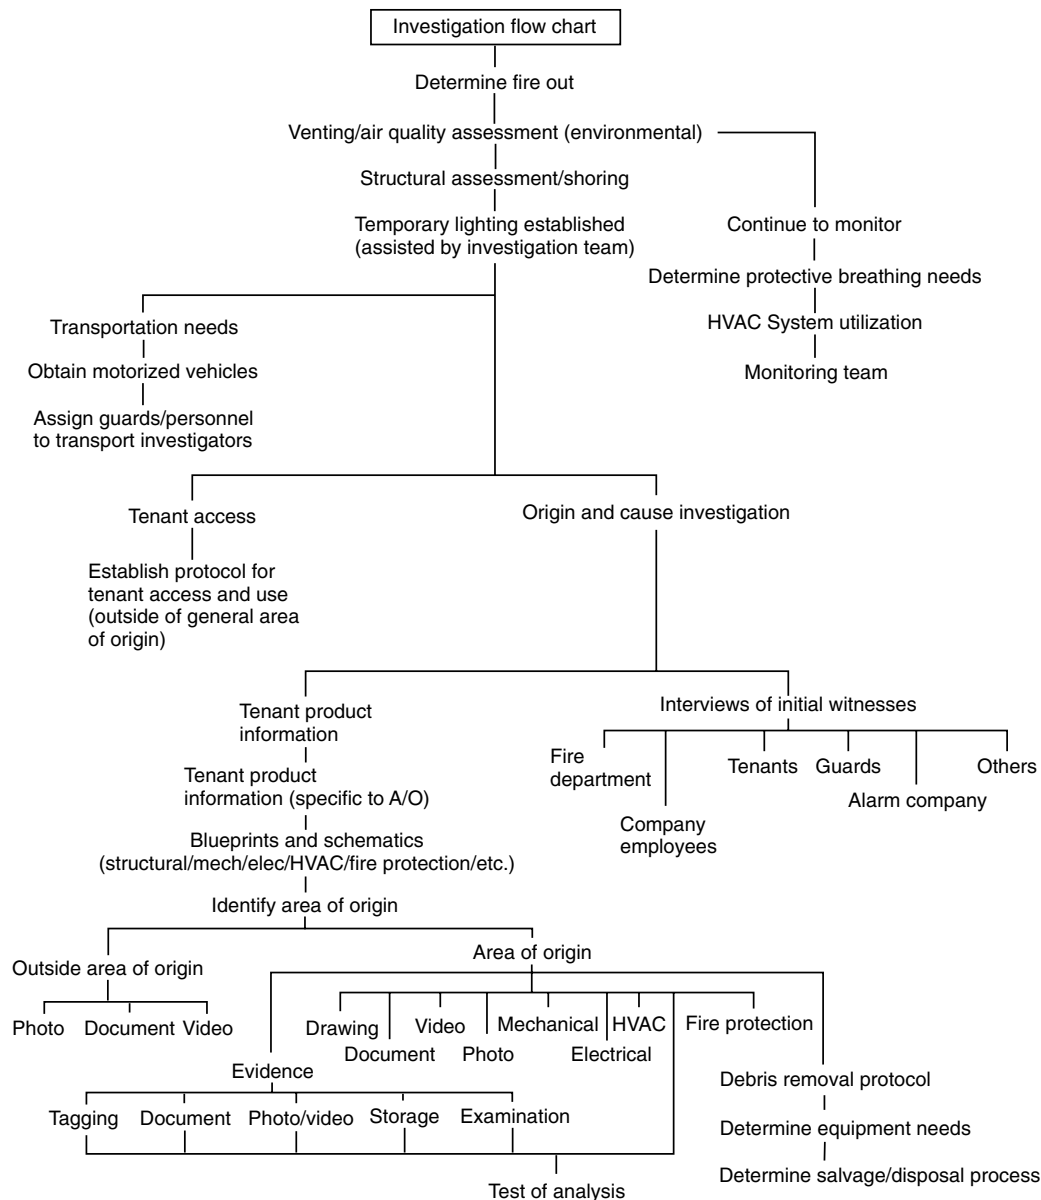 Investigation flow chart
Determine fire out
Venting/air quality assessment (environmental)
Structural assessment/shoring
Temporary lighting established
(assisted by investigation team)
Continue to monitor
Determine protective breathing needs
HVAC System utilization
Monitoring team
Transportation needs
Obtain motorized vehicles
Assign guards/personnel
to transport investigators
Tenant access
Establish protocol for
tenant access and use
(outside of general area
of origin)
Origin and cause investigation
Tenant product
information
Tenant product
information (specific to A/O)
Blueprints and schematics
(structural/mech/elec/HVAC/fire protection/etc.)
Identify area of origin
Interviews of initial witnesses
Fire
department
Company
employees
Tenants
Guards
Alarm company
Others
Outside area of origin
Photo
Document
Video
Area of origin
Drawing
Document
Video
Photo
Mechanical
Electrical
HVAC
Fire protection
Evidence
Tagging
Document
Photo/video
Storage
Examination
Test of analysis
Debris removal protocol
Determine equipment needs
Determine salvage/disposal process